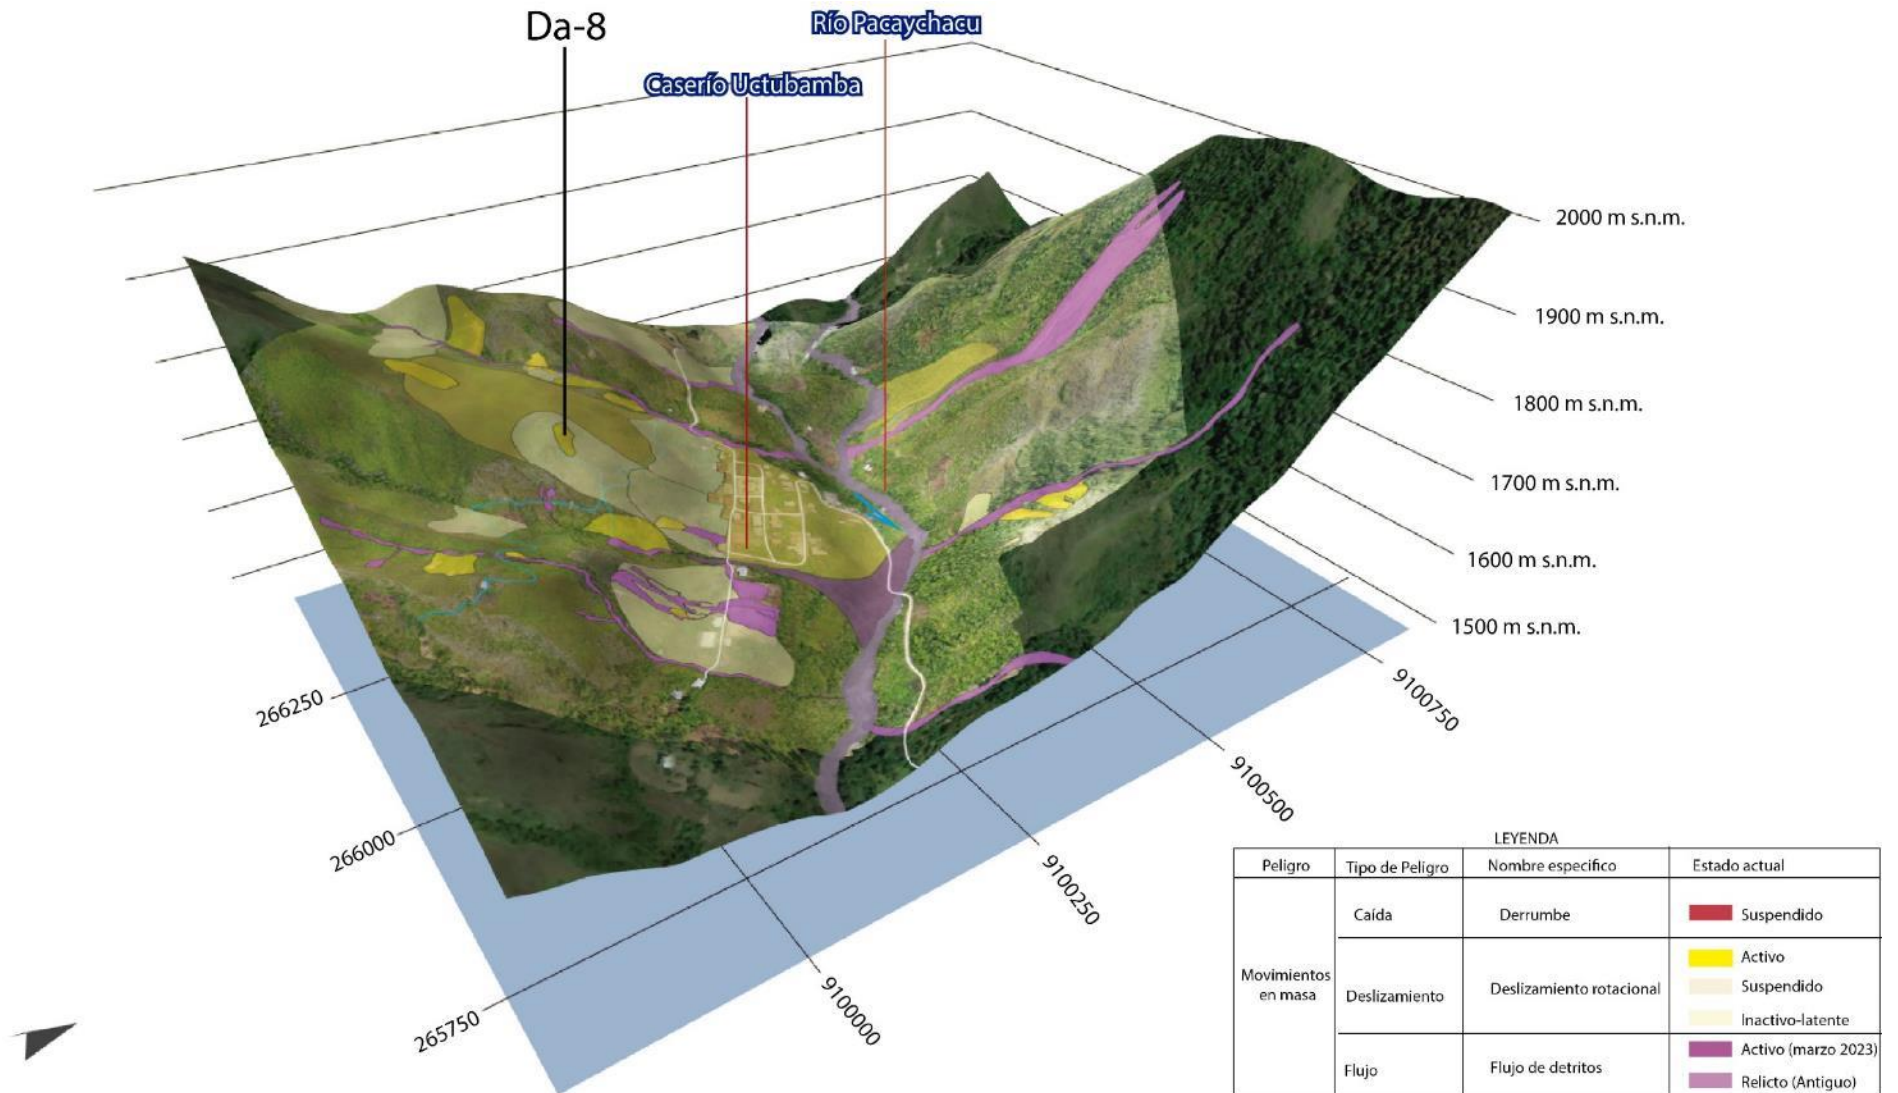 Da-8
Río Pacaychacu
Caserío Uctubamba
2000 m s.n.m.
1900 m s.n.m.
1800 m s.n.m.
1700 m s.n.m.
1600 m s.n.m.
1500 m s.n.m.
266250
266000
265750
9100750
9100500
9100250
9100000
LEYENDA
Peligro Tipo de Peligro Nombre especifico Estado actual
Movimientos en masa
Caída Derrumbe Suspendido
Deslizamiento Deslizamiento rotacional Activo
Suspendido
Inactivo-latente
Flujo Flujo de detritos Activo (marzo 2023)
Relicto (Antiguo)